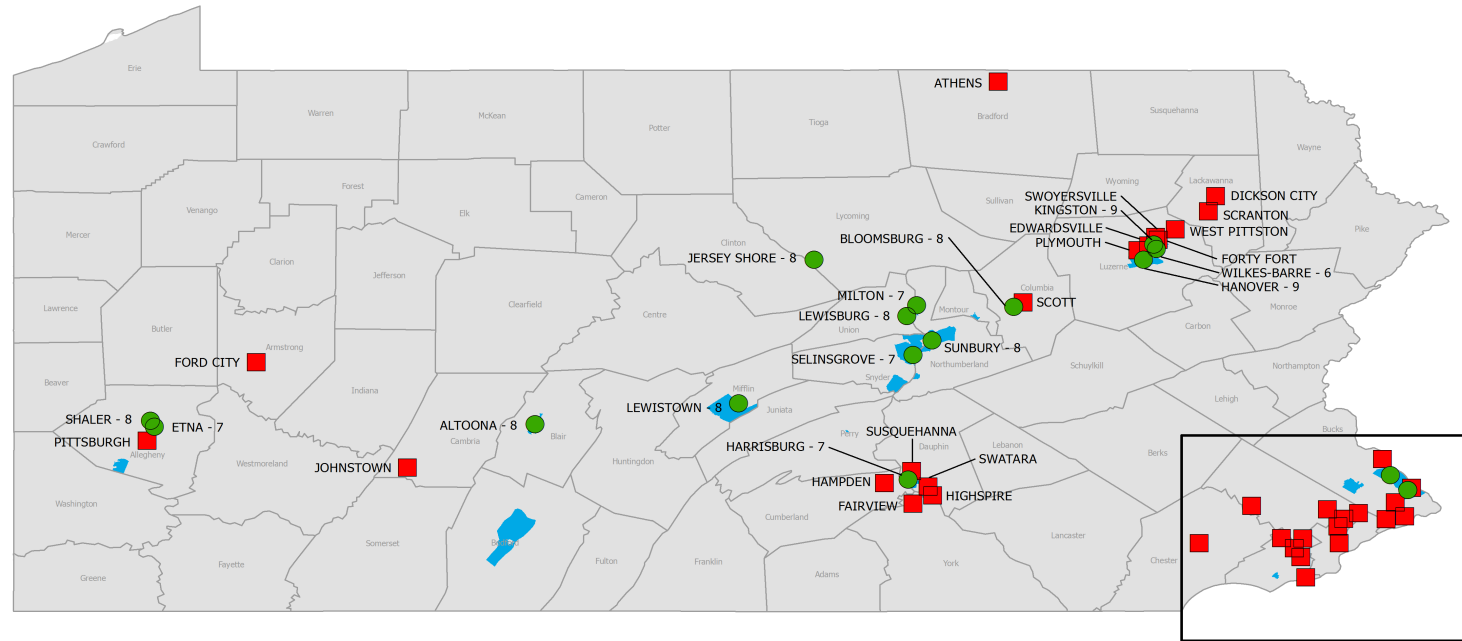 Erie
Warren
McKean
Potter
Tioga
ATHENS
Bradford
Susquehanna
Crawford
Wayne
Forest
Cameron
Wyoming
Lackawanna
Venango
Elk
Sullivan
Lycoming
SWOYERSVILLE
DICKSON CITY
KINGSTON - 9
SCRANTON
EDWARDSVILLE
WEST PITTSTON
Mercer
Pike
BLOOMSBURG - 8
PLYMOUTH
Clinton
JERSEY SHORE - 8
Clarion
Luzerne
FORTY FORT
Jefferson
WILKES-BARRE - 6
HANOVER - 9
Columbia
MILTON - 7
SCOTT
Clearfield
Montour
Monroe
Lawrence
LEWISBURG - 8
Centre
Butler
Union
Carbon
Armstrong
SUNBURY - 8
FORD CITY
SELINSGROVE - 7
Northumberland
Schuylkill
Northampton
Beaver
Snyder
Indiana
Mifflin
Lehigh
LEWISTOWN - 8
Juniata
SHALER - 8
ETNA - 7
ALTOONA - 8
Bucks
Blair
SUSQUEHANNA
Perry
PITTSBURGH
Cambria
HARRISBURG - 7
Dauphin
Lebanon
Allegheny
Berks
SWATARA
Westmoreland
JOHNSTOWN
Huntingdon
HAMPDEN
HIGHSPIRE
Washington
FAIRVIEW
Cumberland
Lancaster
Somerset
Bedford
Fulton
Franklin
York
Chester
Fayette
Greene
Adams